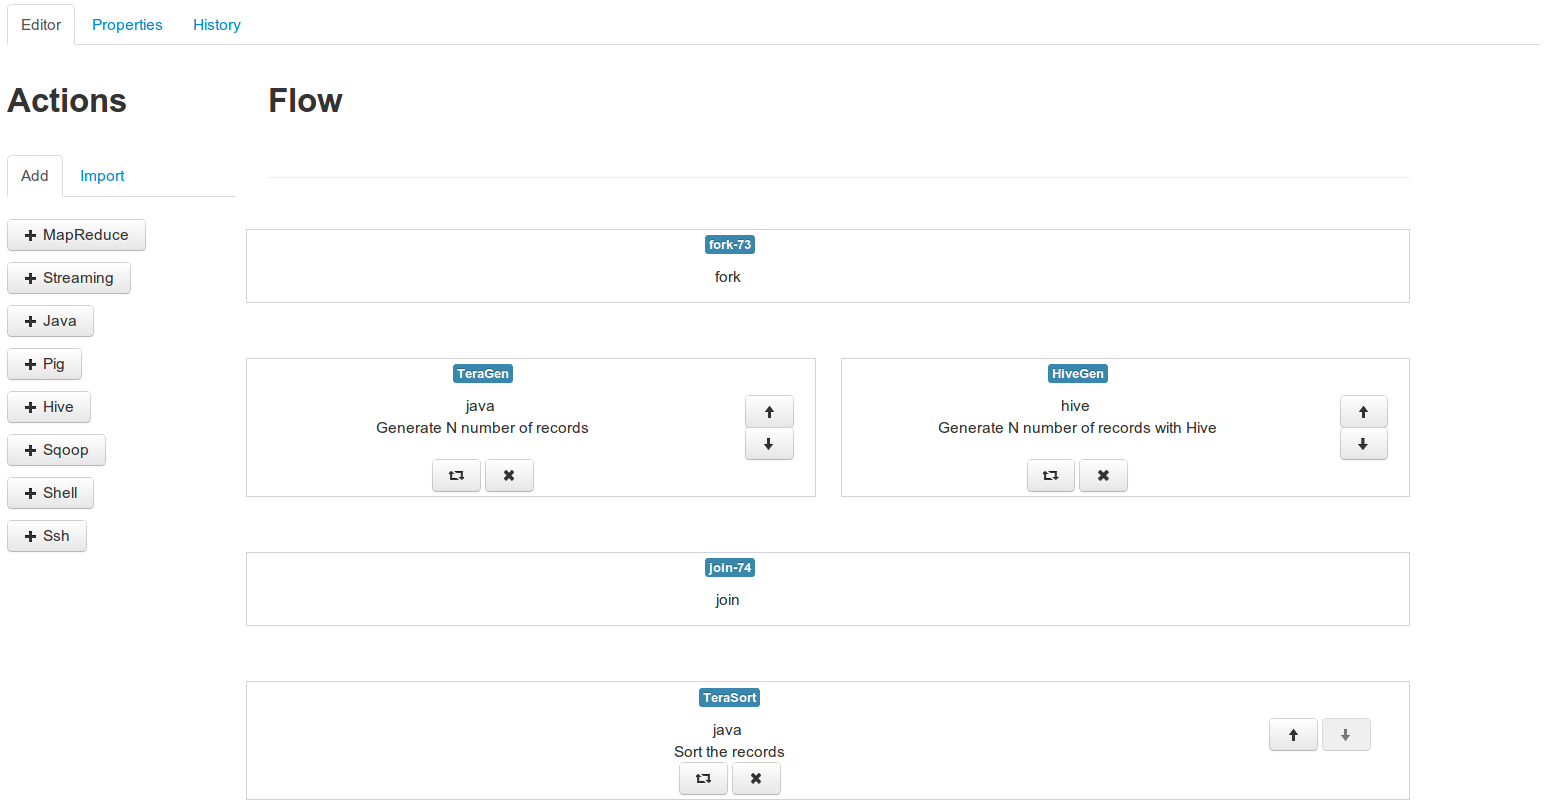 Editor Properties History
Actions
Flow
Add Import
MapReduce
Streaming
Java
Pig
Hive
Sqoop
Shell
Ssh
fork-73
fork
TeraGen
java
Generate N number of records
HiveGen
hive
Generate N number of records with Hive
join-74
join
TeraSort
java
Sort the records